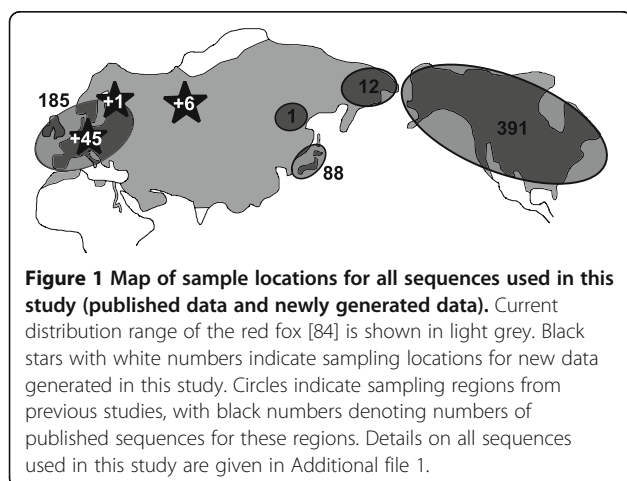 185
+1
+6
+45
1
12
88
391
Figure 1 Map of sample locations for all sequences used in this
study (published data and newly generated data). Current
distribution range of the red fox [84] is shown in light grey. Black
stars with white numbers indicate sampling locations for new data
generated in this study. Circles indicate sampling regions from
previous studies, with black numbers denoting numbers of
published sequences for these regions. Details on all sequences
used in this study are given in Additional file 1.